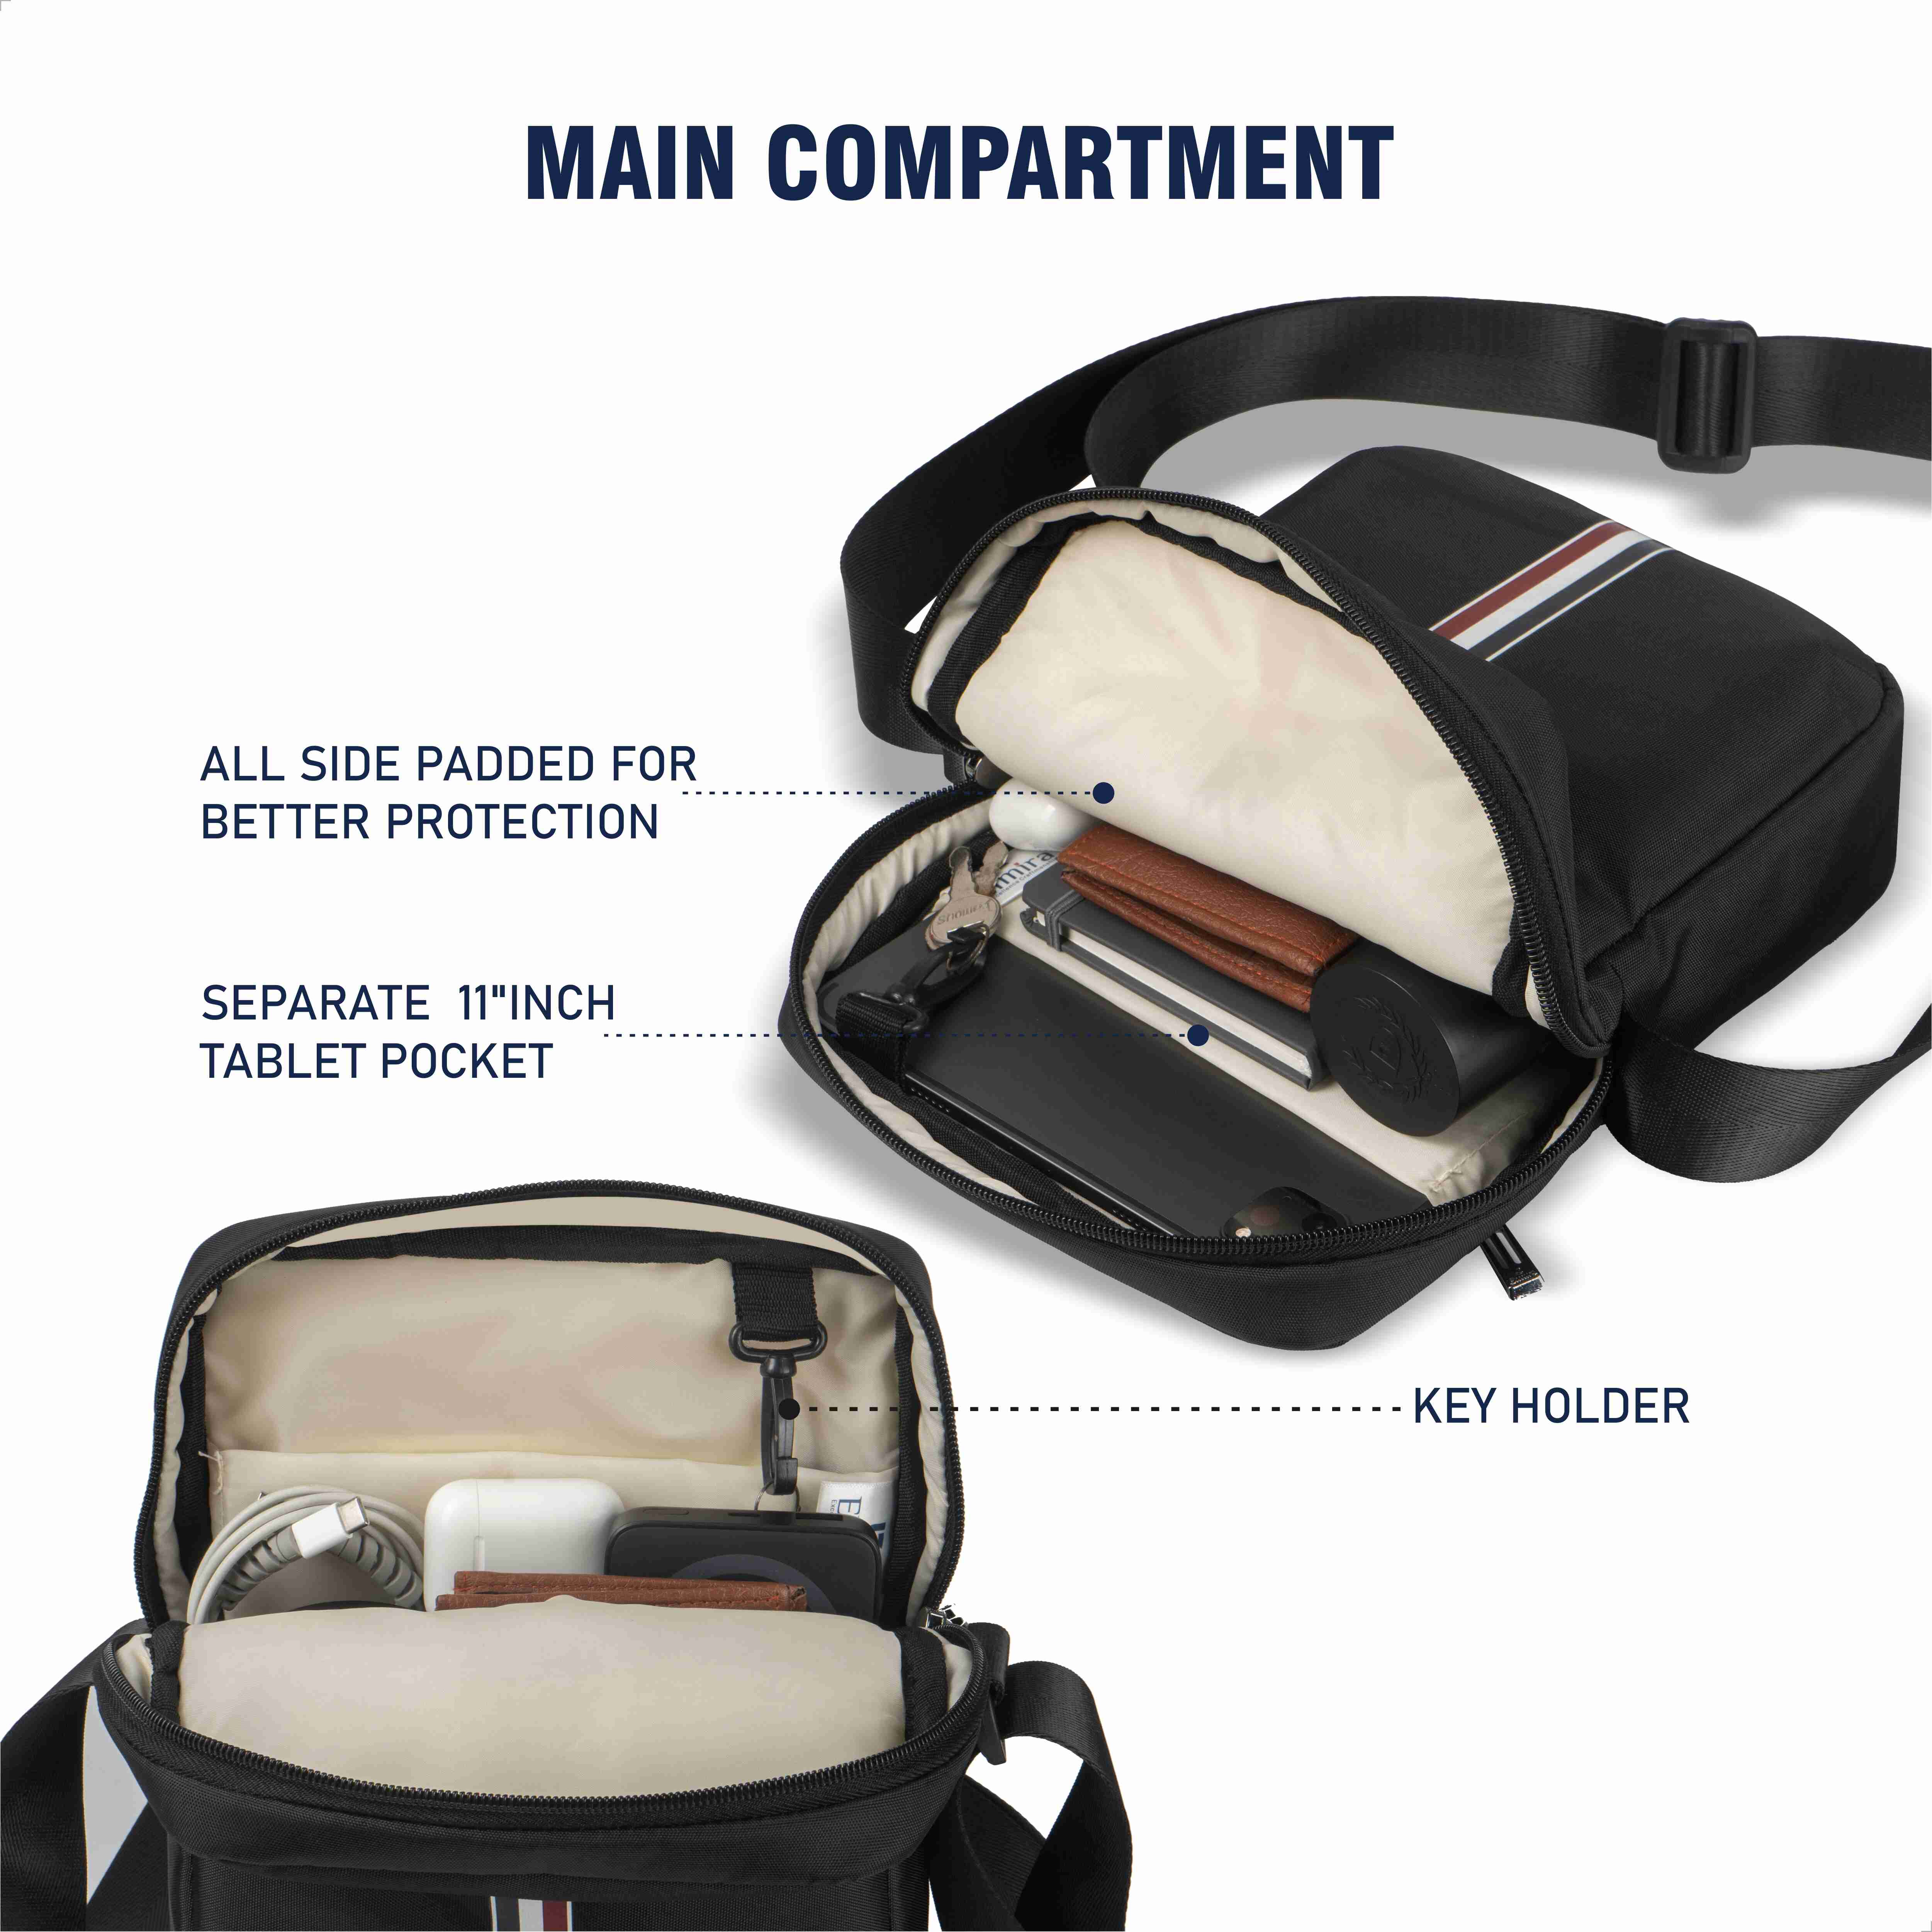 MAIN COMPARTMENT
ALL SIDE PADDED FOR
BETTER PROTECTION
SEPARATE 11"INCH
TABLET POCKET
KEY HOLDER